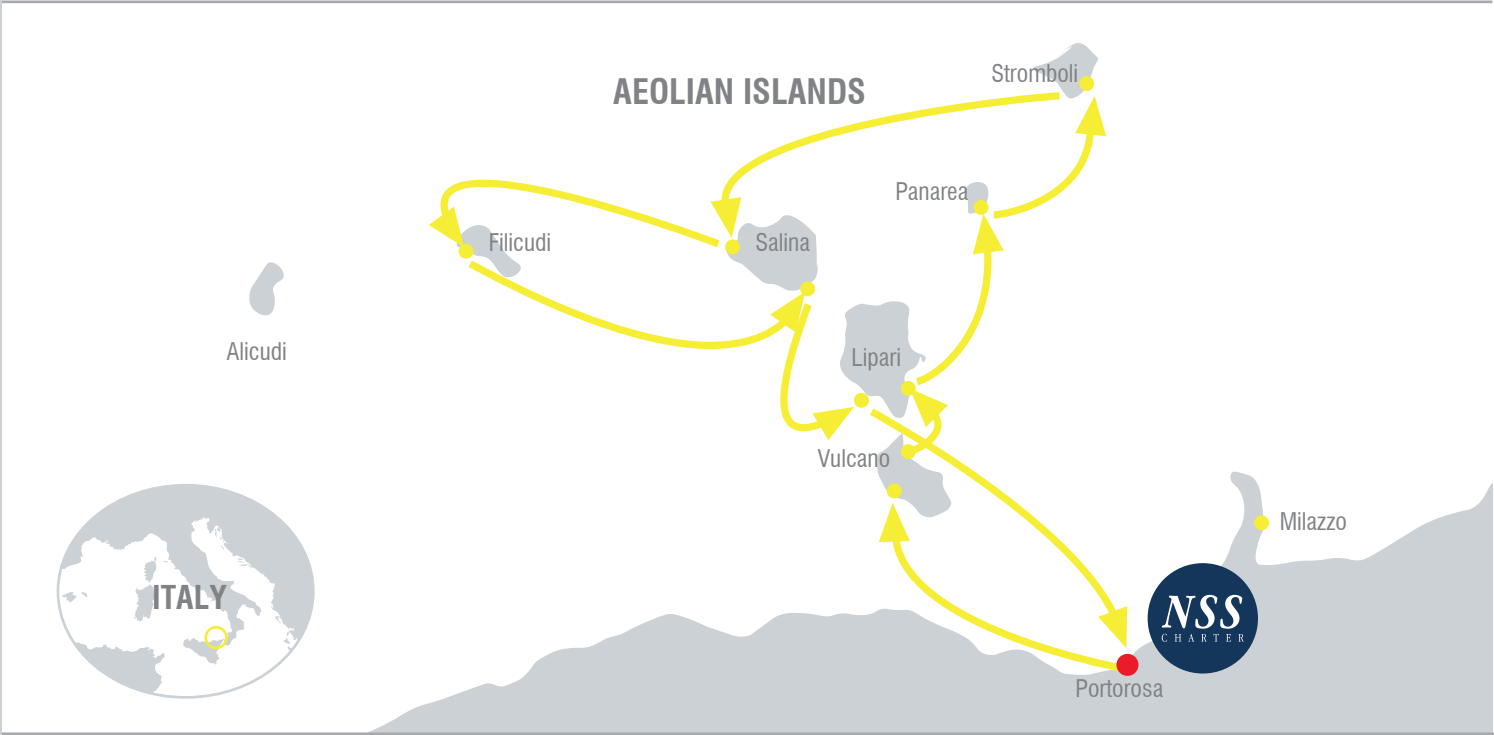 AEOLIAN ISLANDS
Stromboli
Panarea
Filicudi
Salina
Alicudi
Lipari
Vulcano
Milazzo
ITALY
NSS
CHARTER
Portorosa